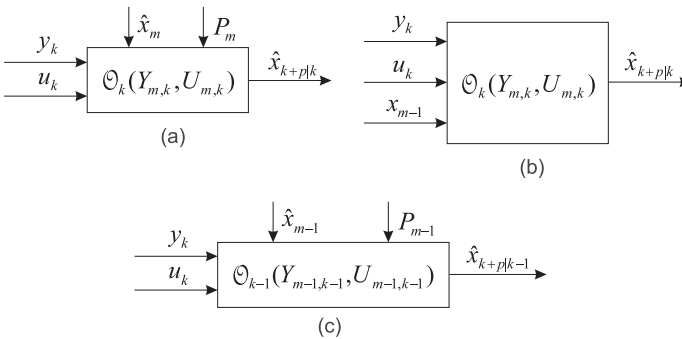 x̂_m P_m
y_k
u_k
𝒪_k(Y_{m,k}, U_{m,k})
x̂_{k+p|k}
(a)
y_k
u_k
x_{m−1}
𝒪_k(Y_{m,k}, U_{m,k})
x̂_{k+p|k}
(b)
x̂_{m−1} P_{m−1}
y_k
u_k
𝒪_{k−1}(Y_{m−1,k−1}, U_{m−1,k−1})
x̂_{k+p|k−1}
(c)